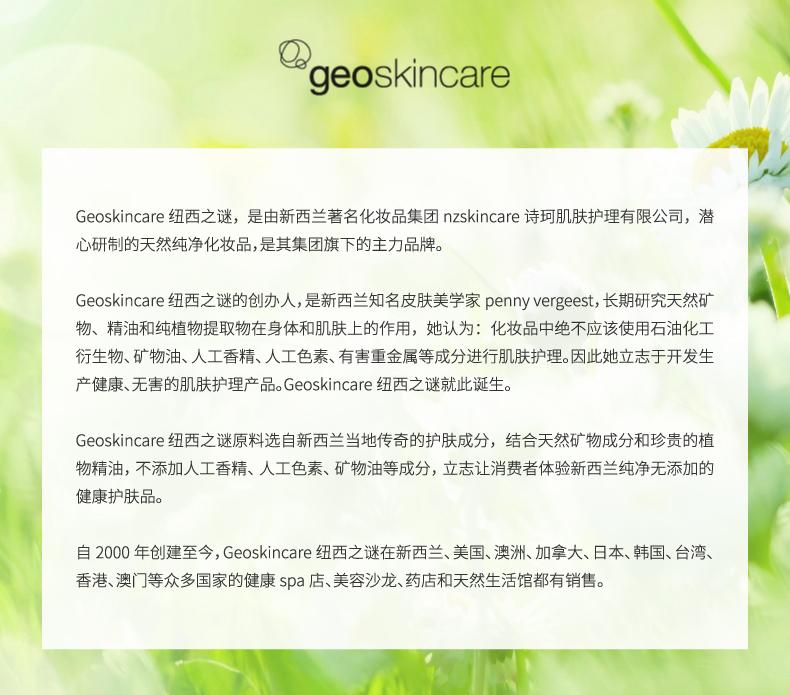 geoskincare
Geoskincare 纽西之谜，是由新西兰著名化妆品集团 nzskincare 诗珂肌肤护理有限公司，潜
心研制的天然纯净化妆品，是其集团旗下的主力品牌。
Geoskincare 纽西之谜的创办人，是新西兰知名皮肤美学家 penny vergeest，长期研究天然矿
物、精油和纯植物提取物在身体和肌肤上的作用，她认为：化妆品中绝不应该使用石油化工
衍生物、矿物油、人工香精、人工色素、有害重金属等成分进行肌肤护理。因此她立志于开发生
产健康、无害的肌肤护理产品。Geoskincare 纽西之谜就此诞生。
Geoskincare 纽西之谜原料选自新西兰当地传奇的护肤成分，结合天然矿物成分和珍贵的植
物精油，不添加人工香精、人工色素、矿物油等成分，立志让消费者体验新西兰纯净无添加的
健康护肤品。
自 2000 年创建至今，Geoskincare 纽西之谜在新西兰、美国、澳洲、加拿大、日本、韩国、台湾、
香港、澳门等众多国家的健康 spa 店、美容沙龙、药店和天然生活馆都有销售。